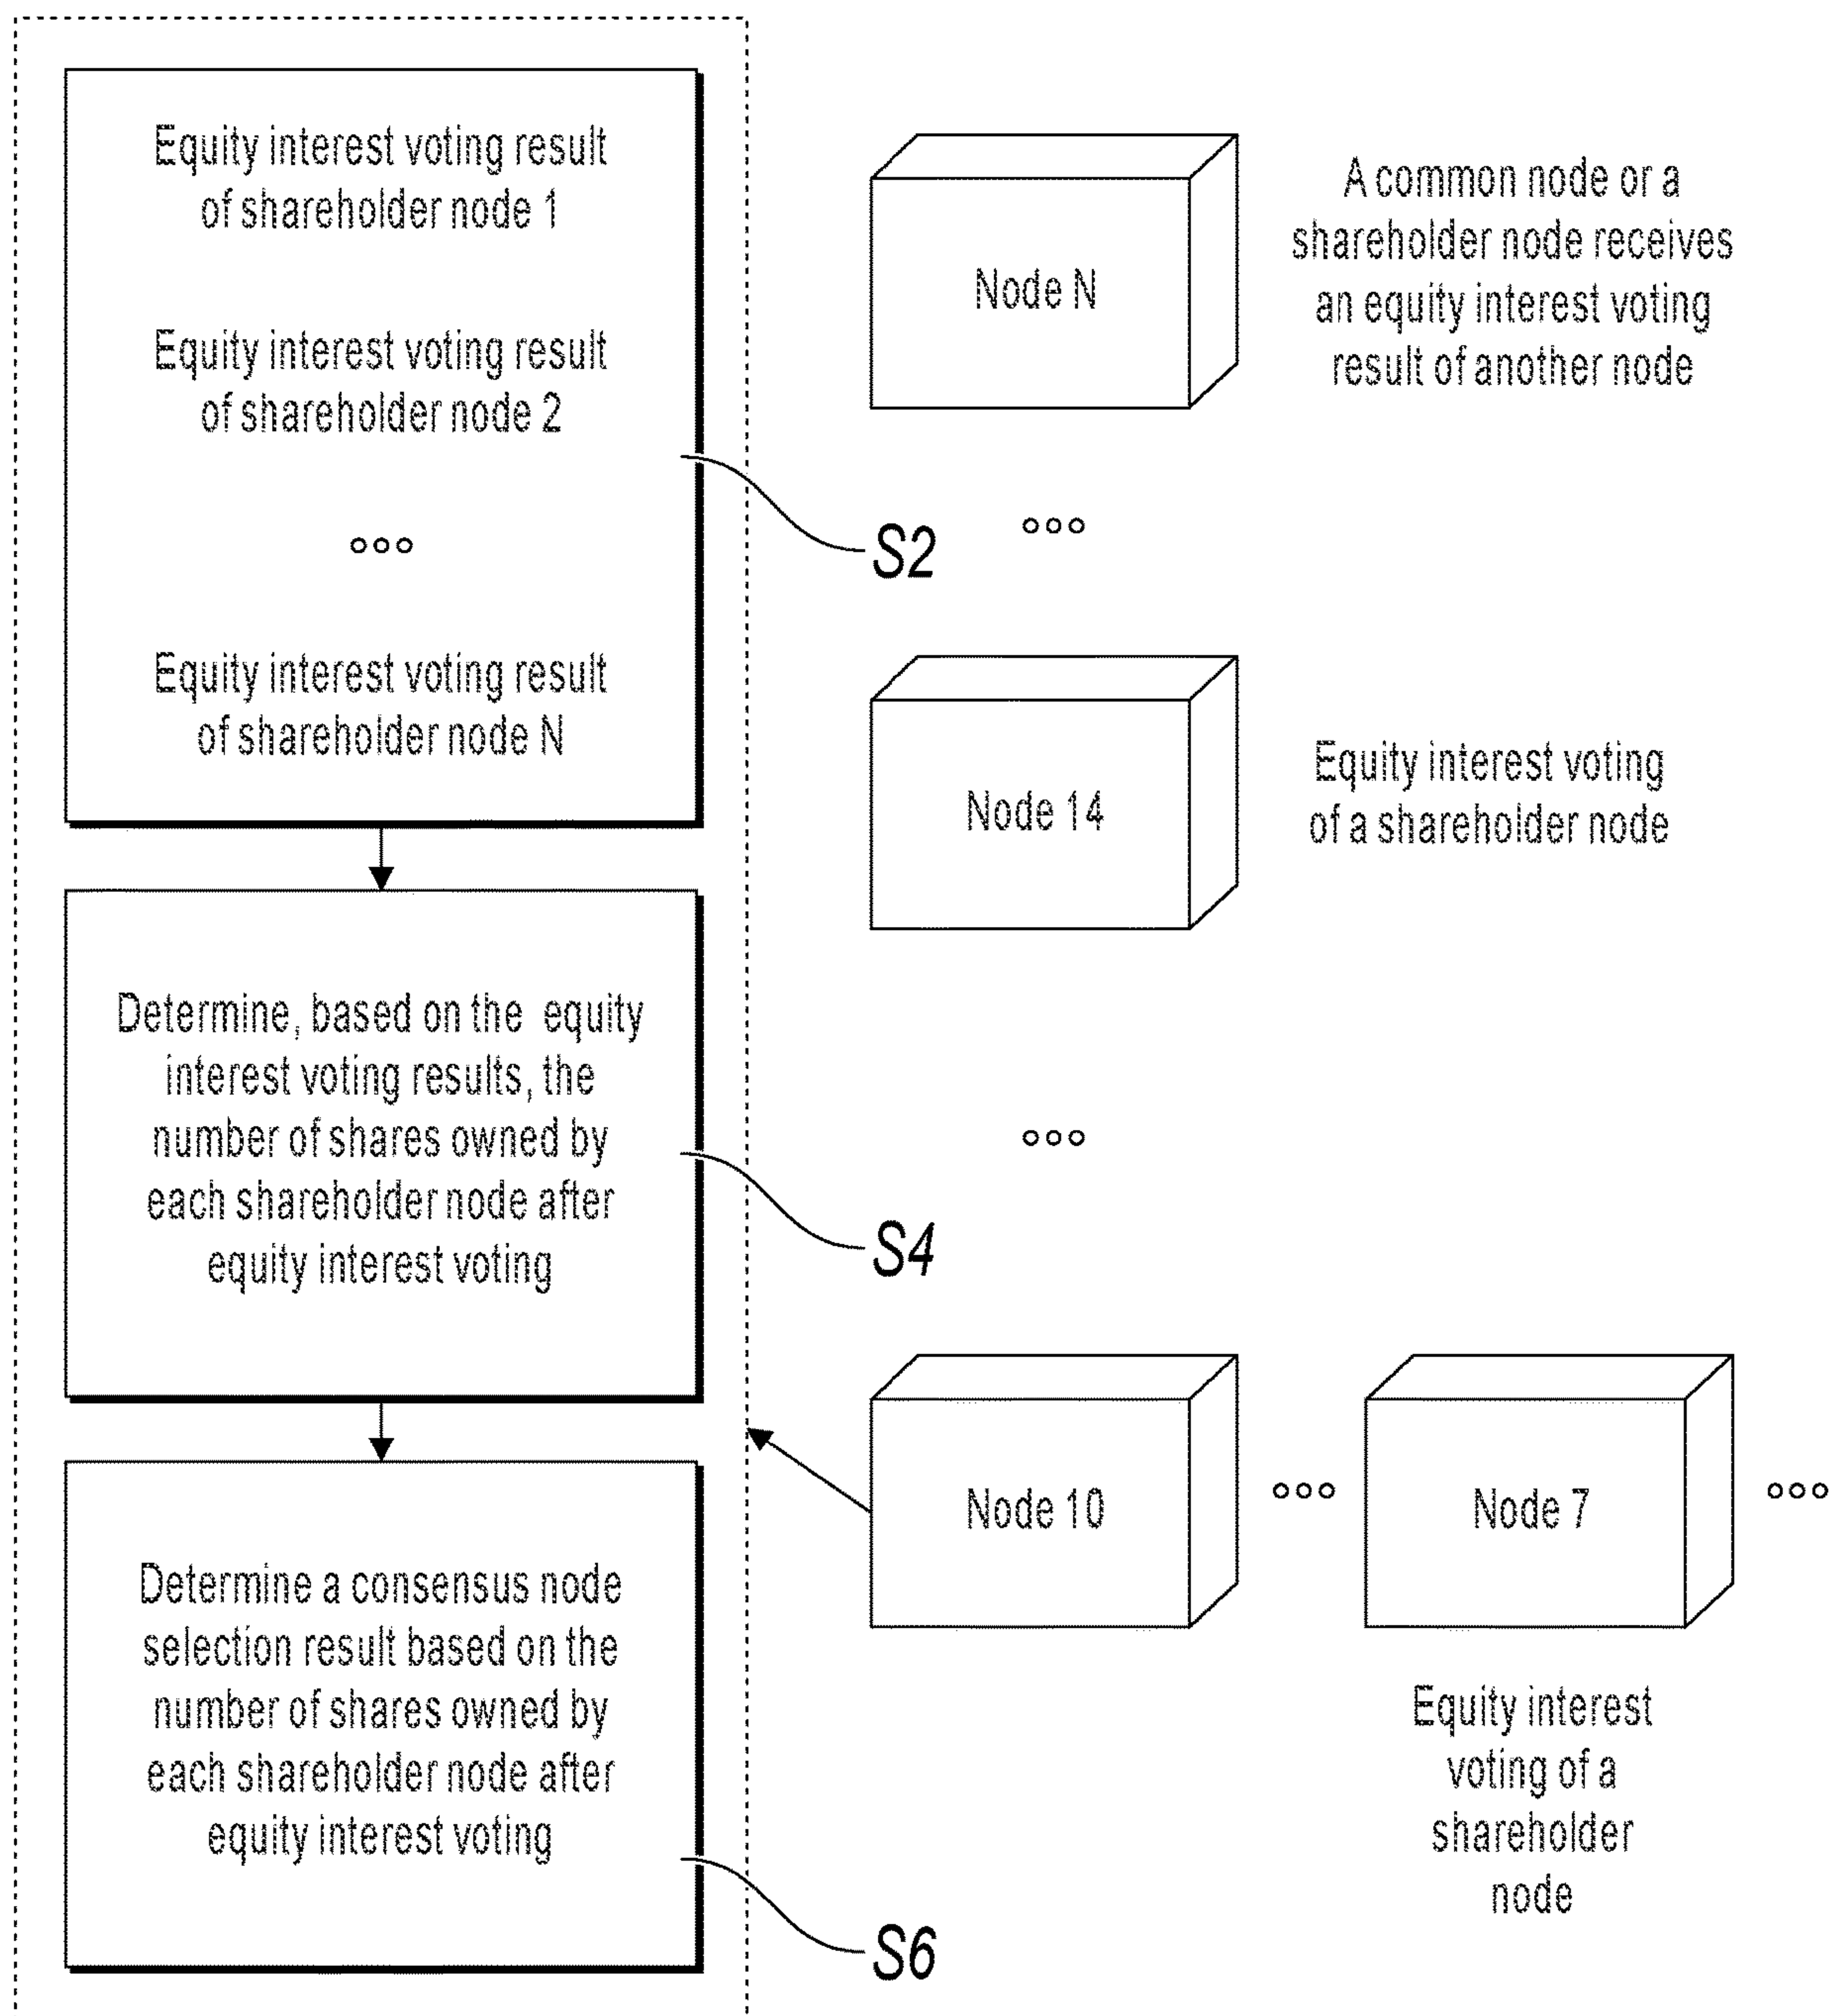 Equity interest voting result
of shareholder node 1
Equity interest voting result
of shareholder node 2
Equity interest voting result
of shareholder node N
S2
Determine, based on the equity
interest voting results, the
number of shares owned by
each shareholder node after
equity interest voting
S4
Determine a consensus node
selection result based on the
number of shares owned by
each shareholder node after
equity interest voting
S6
Node N
A common node or a
shareholder node receives
an equity interest voting
result of another node
Node 14
Equity interest voting
of a shareholder node
Node 10
Node 7
Equity interest
voting of a
shareholder
node